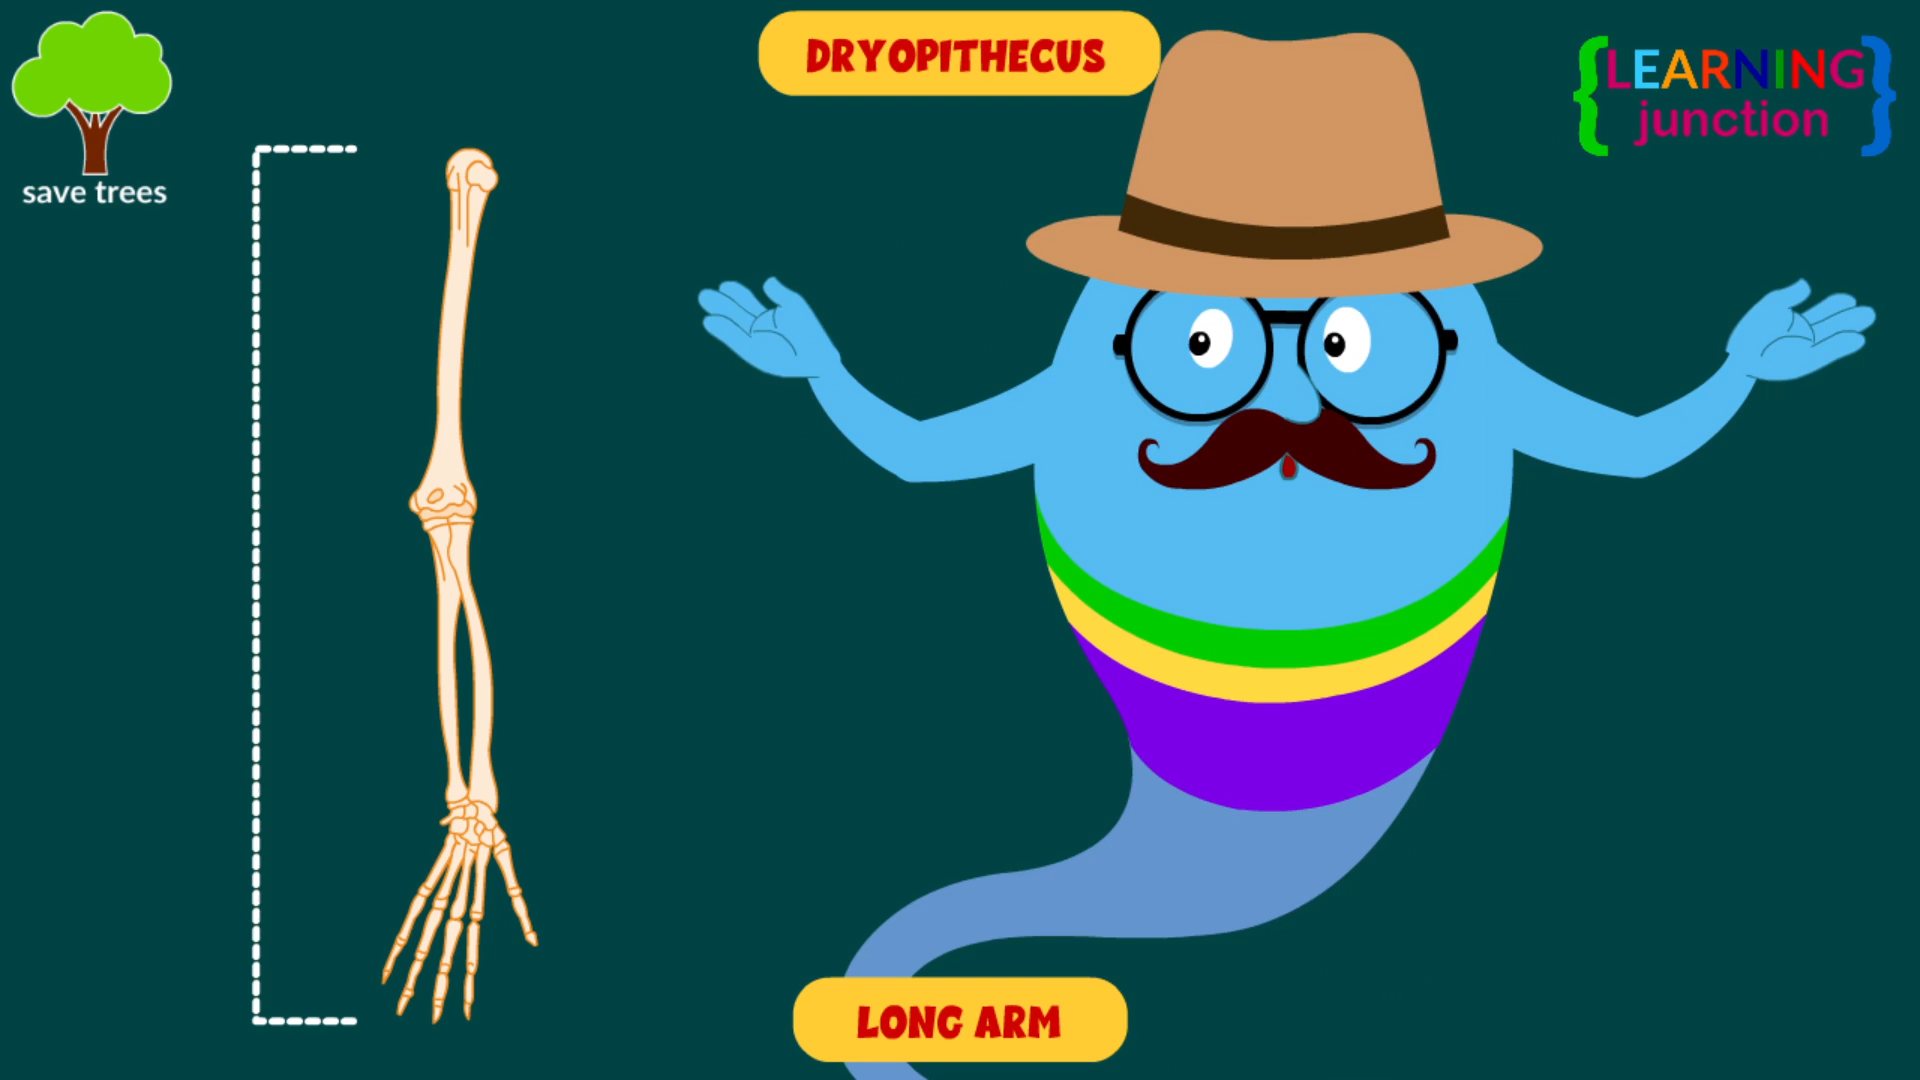 DRYOPITHECUS
{LEARNING
junction}
save trees
LONG ARM